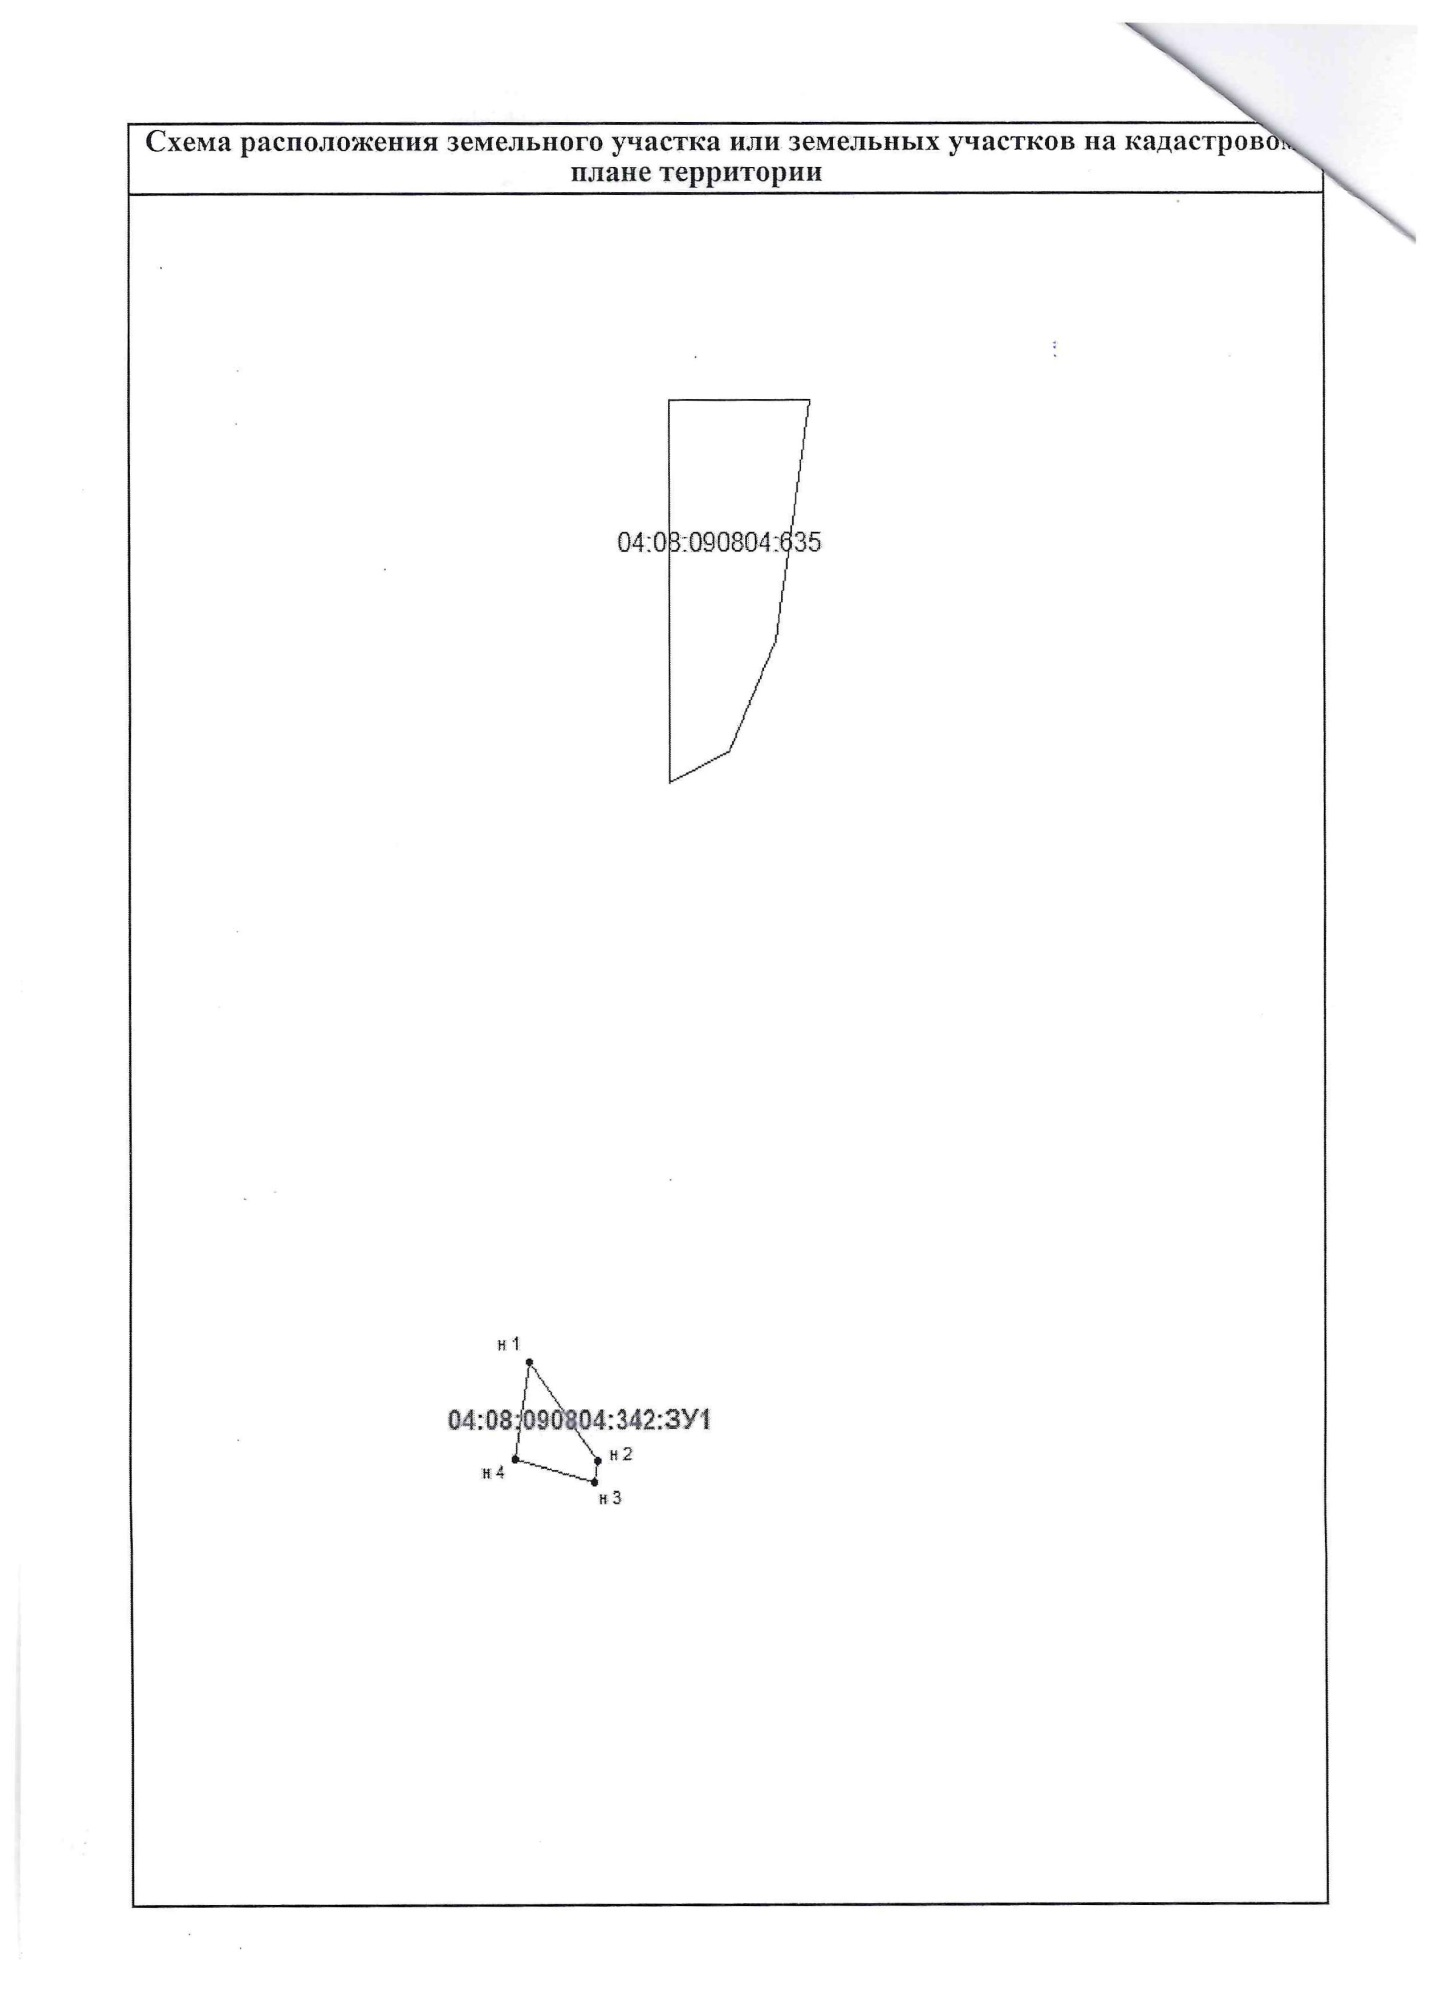 Схема расположения земельного участка или земельных участков на кадастровом
плане территории
04:08:090804:635
н 1
04:08:090804:342:ЗУ1
н 2
н 4
н 3